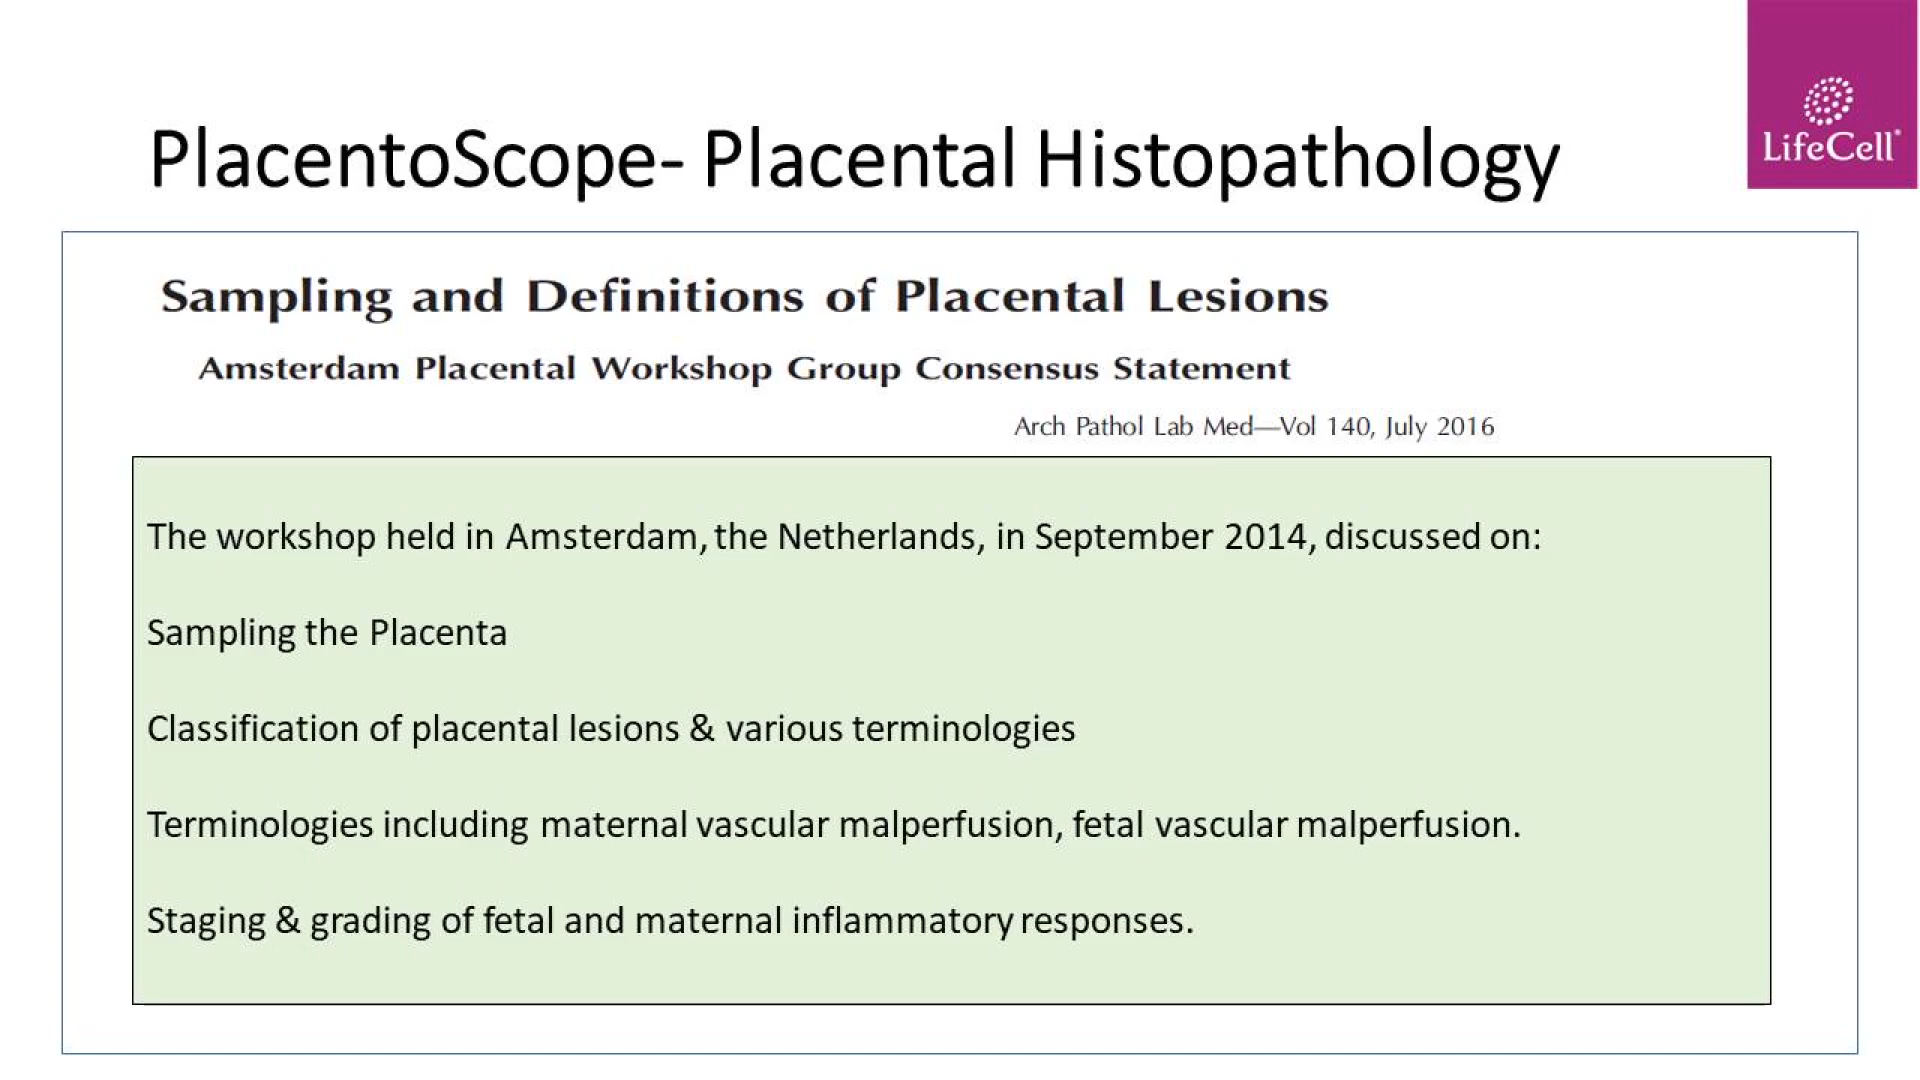 LifeCell®
PlacentoScope- Placental Histopathology
Sampling and Definitions of Placental Lesions
Amsterdam Placental Workshop Group Consensus Statement
Arch Pathol Lab Med—Vol 140, July 2016
The workshop held in Amsterdam, the Netherlands, in September 2014, discussed on:
Sampling the Placenta
Classification of placental lesions & various terminologies
Terminologies including maternal vascular malperfusion, fetal vascular malperfusion.
Staging & grading of fetal and maternal inflammatory responses.